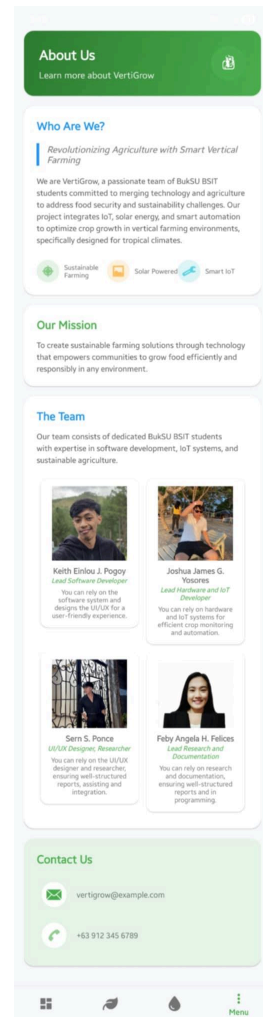 About Us
Learn more about VertiGrow
Who Are We?
Revolutionizing Agriculture with Smart Vertical
Farming
We are VertiGrow, a passionate team of BukSU BSIT
students committed to merging technology and agriculture
to address food security and sustainability challenges. Our
project integrates IoT, solar energy, and smart automation
to optimize crop growth in vertical farming environments,
specifically designed for tropical climates.
Sustainable
Farming
Solar Powered
Smart IoT
Our Mission
To create sustainable farming solutions through technology
that empowers communities to grow food efficiently and
responsibly in any environment.
The Team
Our team consists of dedicated BukSU BSIT students
with expertise in software development, IoT systems, and
sustainable agriculture.
Keith Einlou J. Pogoy
Lead Software Developer
You can rely on the
software system and
designs the UI/UX for a
user-friendly experience.
Joshua James G.
Yosores
Lead Hardware and IoT
Developer
You can rely on hardware
and IoT systems for
efficient crop monitoring
and automation.
Sern S. Ponce
UI/UX Designer, Researcher
You can rely on the UI/UX
designer and researcher,
ensuring well-structured
reports, assisting and
integration.
Feby Angela H. Felices
Lead Research and
Documentation
You can rely on research
and documentation,
ensuring well-structured
reports and in
programming.
Contact Us
vertigrow@example.com
+63 912 345 6789
Menu